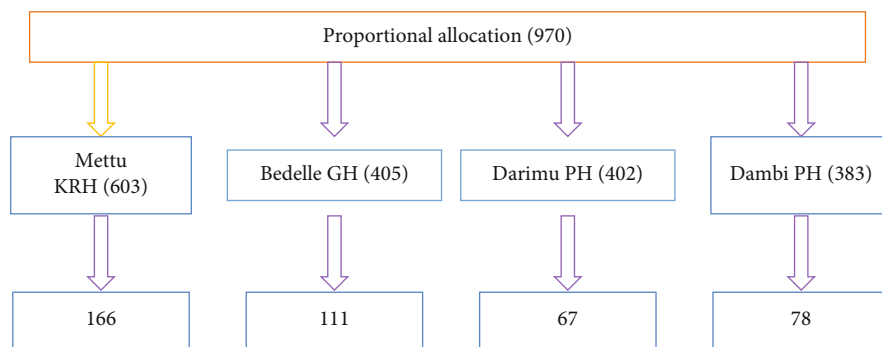 Proportional allocation (970)
Mettu
KRH (603)
Bedelle GH (405)
Darimu PH (402)
Dambi PH (383)
166
111
67
78